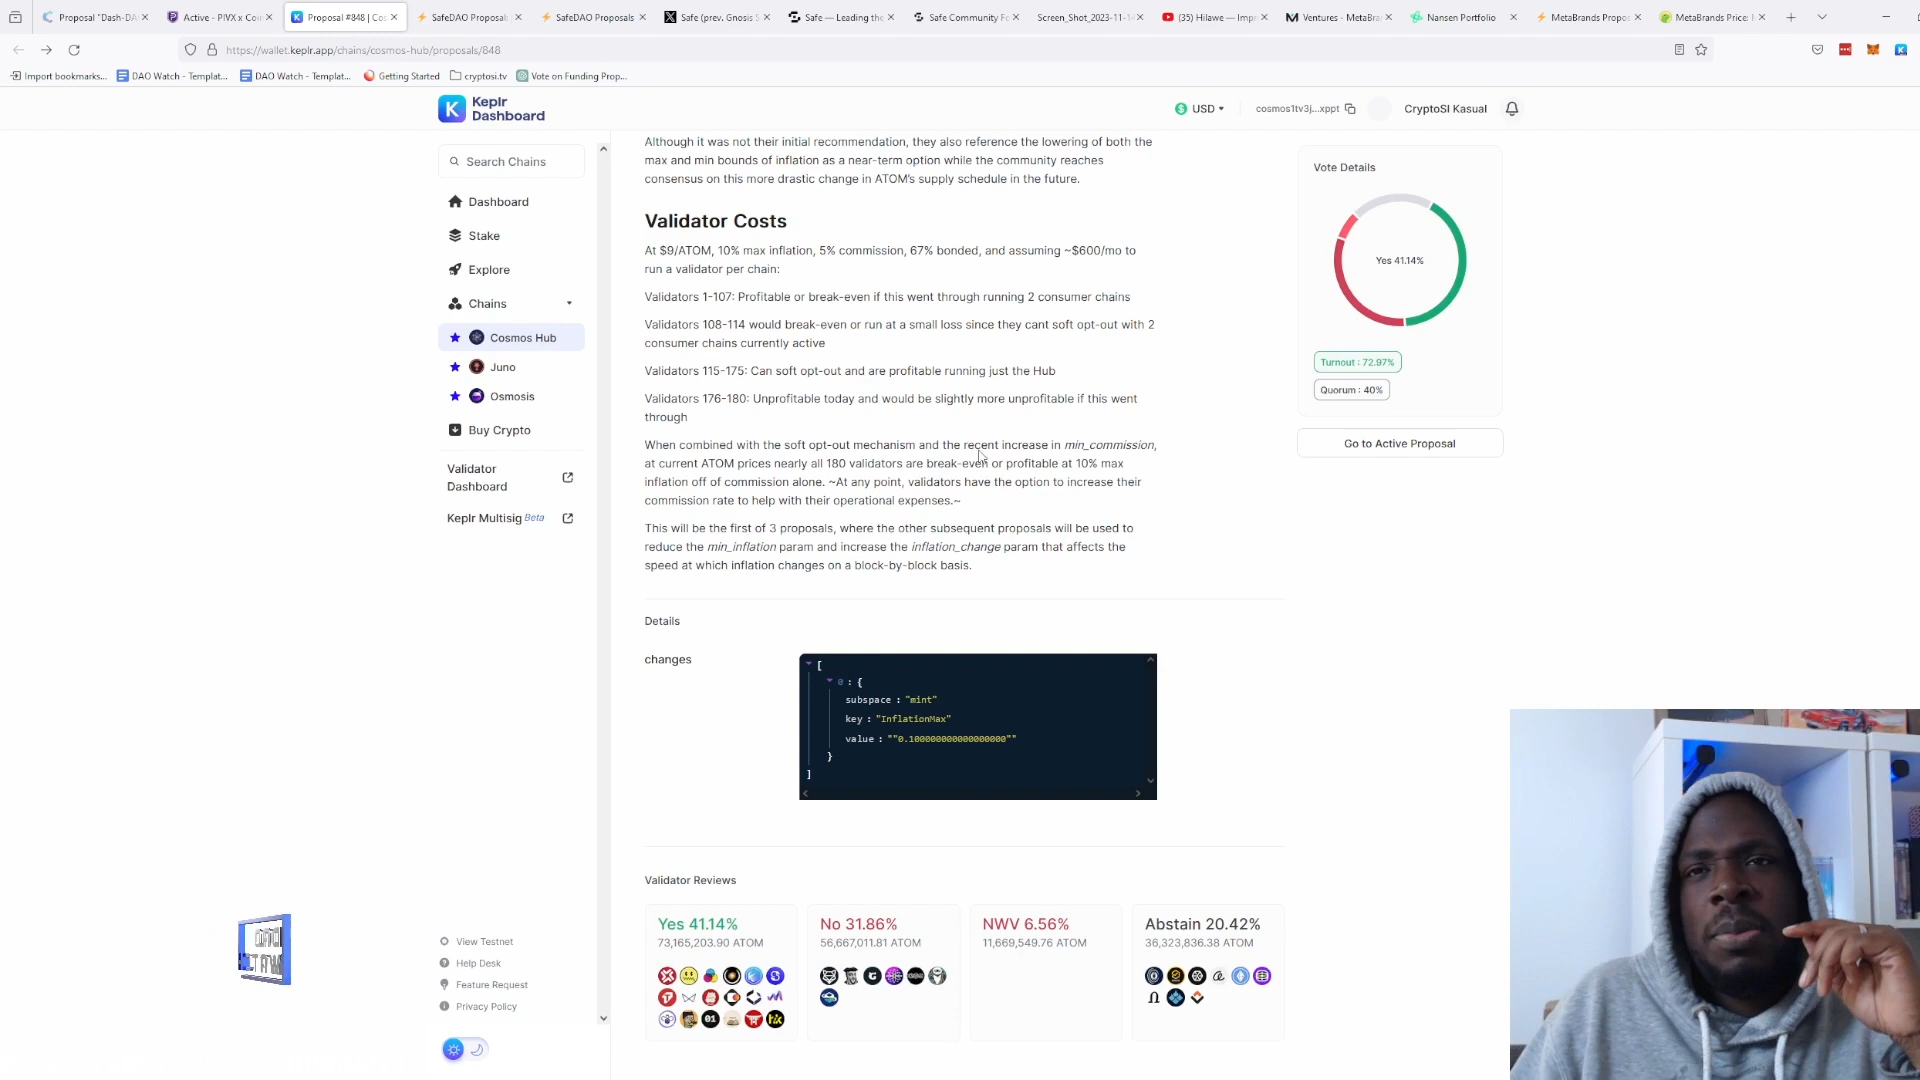 Proposal "Dash-DA
Active - PIVX x Coin
Proposal #848 | Cos
SafeDAO Proposal
SafeDAO Proposals
Safe (prev. Gnosis S
Safe — Leading the
Safe Community Fo
Screen_Shot_2023-11-1
(35) Hilawe — Impr
Ventures - MetaBra
Nansen Portfolio
MetaBrands Propo
MetaBrands Price:
https://wallet.keplr.app/chains/cosmos-hub/proposals/848
Import bookmarks...
DAO Watch - Templat...
DAO Watch - Templat...
Getting Started
cryptosi.tv
Vote on Funding Prop...
Keplr
Dashboard
USD
cosmos1tv3j...xppt
CryptoSI Kasual
Search Chains
Dashboard
Stake
Explore
Chains
Cosmos Hub
Juno
Osmosis
Buy Crypto
Validator
Dashboard
Keplr Multisig Beta
View Testnet
Help Desk
Feature Request
Privacy Policy
Although it was not their initial recommendation, they also reference the lowering of both the
max and min bounds of inflation as a near-term option while the community reaches
consensus on this more drastic change in ATOM's supply schedule in the future.
Validator Costs
At $9/ATOM, 10% max inflation, 5% commission, 67% bonded, and assuming ~$600/mo to
run a validator per chain:
Validators 1-107: Profitable or break-even if this went through running 2 consumer chains
Validators 108-114 would break-even or run at a small loss since they cant soft opt-out with 2
consumer chains currently active
Validators 115-175: Can soft opt-out and are profitable running just the Hub
Validators 176-180: Unprofitable today and would be slightly more unprofitable if this went
through
When combined with the soft opt-out mechanism and the recent increase in min_commission,
at current ATOM prices nearly all 180 validators are break-even or profitable at 10% max
inflation off of commission alone. ~At any point, validators have the option to increase their
commission rate to help with their operational expenses.~
This will be the first of 3 proposals, where the other subsequent proposals will be used to
reduce the min_inflation param and increase the inflation_change param that affects the
speed at which inflation changes on a block-by-block basis.
Details
changes
[
0 : {
subspace : "mint"
key : "InflationMax"
value : ""0.100000000000000000""
}
]
Validator Reviews
Yes 41.14%
73,165,203.90 ATOM
No 31.86%
56,667,011.81 ATOM
NWV 6.56%
11,669,549.76 ATOM
Abstain 20.42%
36,323,836.38 ATOM
Vote Details
Yes 41.14%
Turnout : 72.97%
Quorum : 40%
Go to Active Proposal